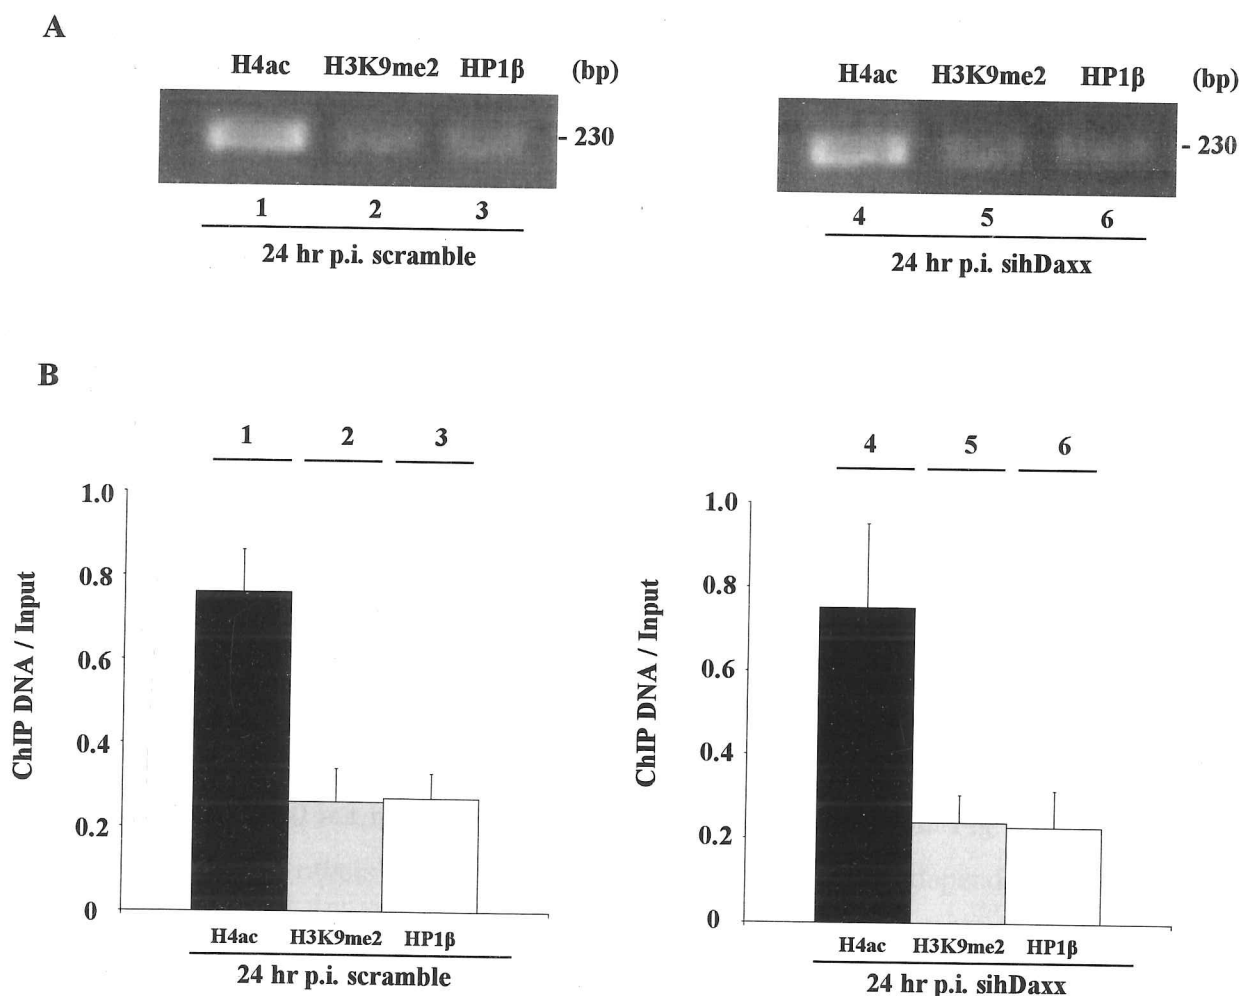 A
H4ac H3K9me2 HP1β (bp)
- 230
1 2 3
24 hr p.i. scramble
H4ac H3K9me2 HP1β (bp)
- 230
4 5 6
24 hr p.i. sihDaxx
B
1 2 3
1.0
0.8
0.6
0.4
0.2
0
ChIP DNA / Input
H4ac H3K9me2 HP1β
24 hr p.i. scramble
4 5 6
1.0
0.8
0.6
0.4
0.2
0
ChIP DNA / Input
H4ac H3K9me2 HP1β
24 hr p.i. sihDaxx